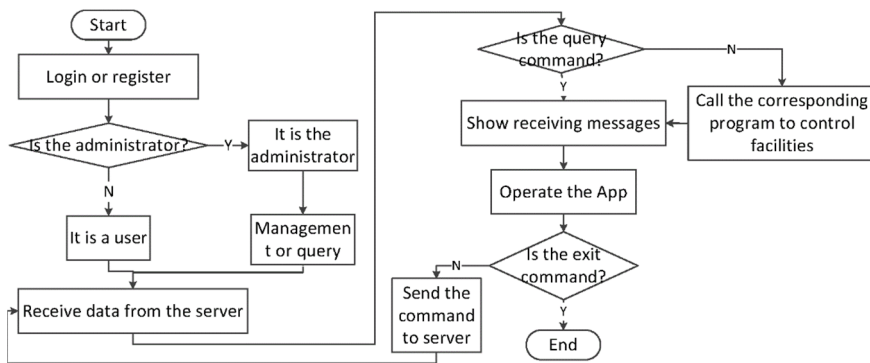 Start
Login or register
Is the administrator?
Y
It is the
administrator
N
It is a user
Managemen
t or query
Receive data from the server
Is the query
command?
N
Y
Call the corresponding
program to control
facilities
Show receiving messages
Operate the App
Is the exit
command?
N
Send the
command
to server
Y
End